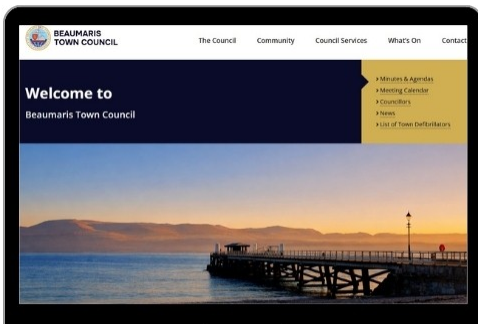 BEAUMARIS
TOWN COUNCIL
The Council Community Council Services What's On Contact
Welcome to
Beaumaris Town Council
› Minutes & Agendas
› Meeting Calendar
› Councillors
› News
› List of Town Defibrillators